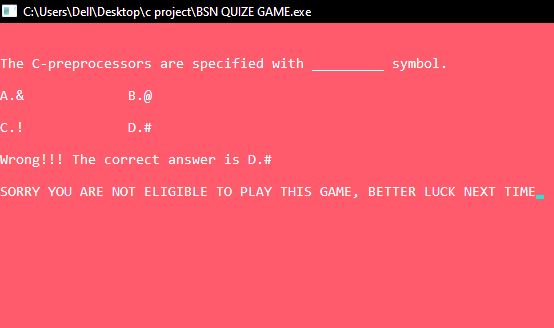 C:\Users\Dell\Desktop\c project\BSN QUIZE GAME.exe
The C-preprocessors are specified with _________ symbol.
A.& B.@
C.! D.#
Wrong!!! The correct answer is D.#
SORRY YOU ARE NOT ELIGIBLE TO PLAY THIS GAME, BETTER LUCK NEXT TIME